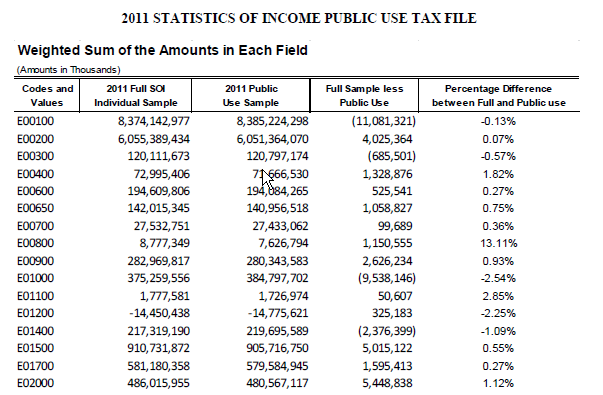 2011 STATISTICS OF INCOME PUBLIC USE TAX FILE
Weighted Sum of the Amounts in Each Field
(Amounts in Thousands)
Codes and Values 2011 Full SOI Individual Sample 2011 Public Use Sample Full Sample less Public Use Percentage Difference between Full and Public use
E00100 8,374,142,977 8,385,224,298 (11,081,321) -0.13%
E00200 6,055,389,434 6,051,364,070 4,025,364 0.07%
E00300 120,111,673 120,797,174 (685,501) -0.57%
E00400 72,995,406 71,666,530 1,328,876 1.82%
E00600 194,609,806 194,084,265 525,541 0.27%
E00650 142,015,345 140,956,518 1,058,827 0.75%
E00700 27,532,751 27,433,062 99,689 0.36%
E00800 8,777,349 7,626,794 1,150,555 13.11%
E00900 282,969,817 280,343,583 2,626,234 0.93%
E01000 375,259,556 384,797,702 (9,538,146) -2.54%
E01100 1,777,581 1,726,974 50,607 2.85%
E01200 -14,450,438 -14,775,621 325,183 -2.25%
E01400 217,319,190 219,695,589 (2,376,399) -1.09%
E01500 910,731,872 905,716,750 5,015,122 0.55%
E01700 581,180,358 579,584,945 1,595,413 0.27%
E02000 486,015,955 480,567,117 5,448,838 1.12%